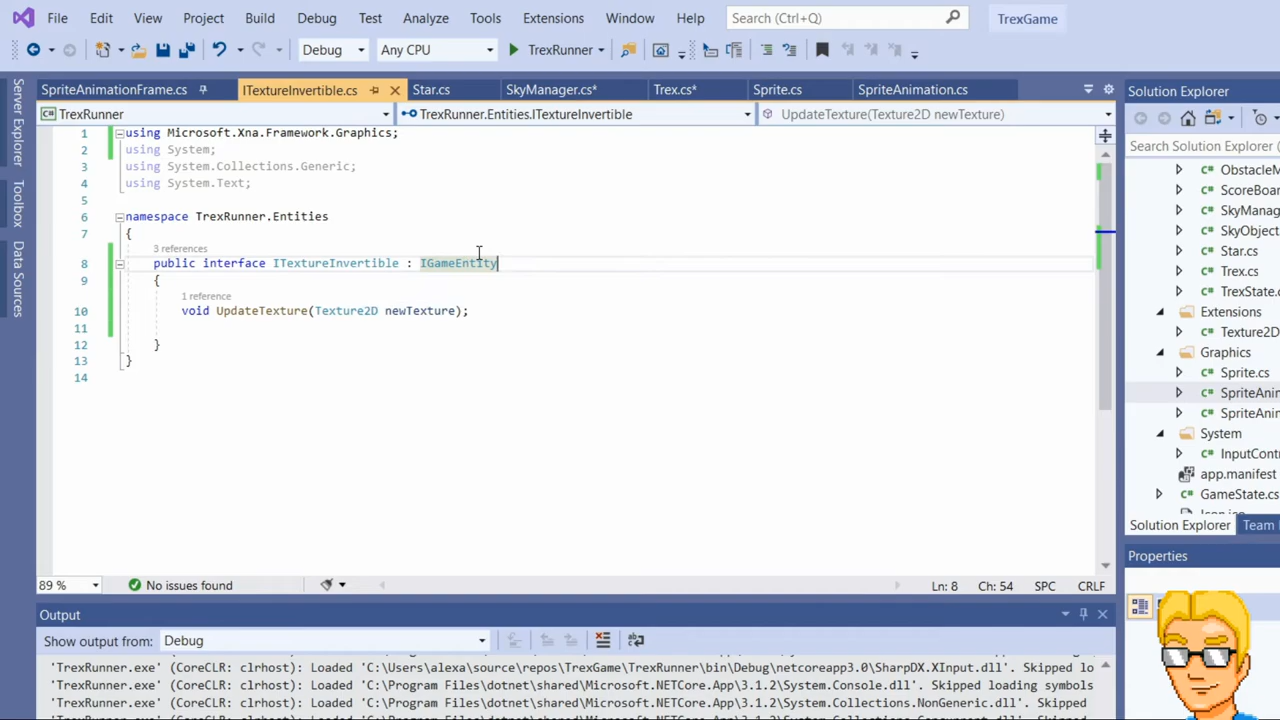 File Edit View Project Build Debug Test Analyze Tools Extensions Window Help Search (Ctrl+Q) TrexGame
Debug Any CPU TrexRunner
SpriteAnimationFrame.cs ITextureInvertible.cs Star.cs SkyManager.cs* Trex.cs* Sprite.cs SpriteAnimation.cs
TrexRunner TrexRunner.Entities.ITextureInvertible UpdateTexture(Texture2D newTexture)
Server Explorer
Toolbox
Data Sources
1 using Microsoft.Xna.Framework.Graphics;
2 using System;
3 using System.Collections.Generic;
4 using System.Text;
5
6 namespace TrexRunner.Entities
7 {
3 references
8 public interface ITextureInvertible : IGameEntity
9 {
1 reference
10 void UpdateTexture(Texture2D newTexture);
11
12 }
13 }
14
89 % No issues found Ln: 8 Ch: 54 SPC CRLF
Solution Explorer
Search Solution Explorer
C# ObstacleM
C# ScoreBoar
C# SkyManag
C# SkyObject
C# Star.cs
C# Trex.cs
C# TrexState.c
Extensions
C# Texture2D
Graphics
C# Sprite.cs
C# SpriteAnin
C# SpriteAnin
System
C# InputContr
app.manifest
C# GameState.cs
Icon.ico
Solution Explorer Team
Properties
Output
Show output from: Debug
'TrexRunner.exe' (CoreCLR: clrhost): Loaded 'C:\Users\alexa\source\repos\TrexGame\TrexRunner\bin\Debug\netcoreapp3.0\SharpDX.XInput.dll'. Skipped lo
'TrexRunner.exe' (CoreCLR: clrhost): Loaded 'C:\Program Files\dotnet\shared\Microsoft.NETCore.App\3.1.2\System.Console.dll'. Skipped loading symbols
'TrexRunner.exe' (CoreCLR: clrhost): Loaded 'C:\Program Files\dotnet\shared\Microsoft.NETCore.App\3.1.2\System.Collections.NonGeneric.dll'. Skipped